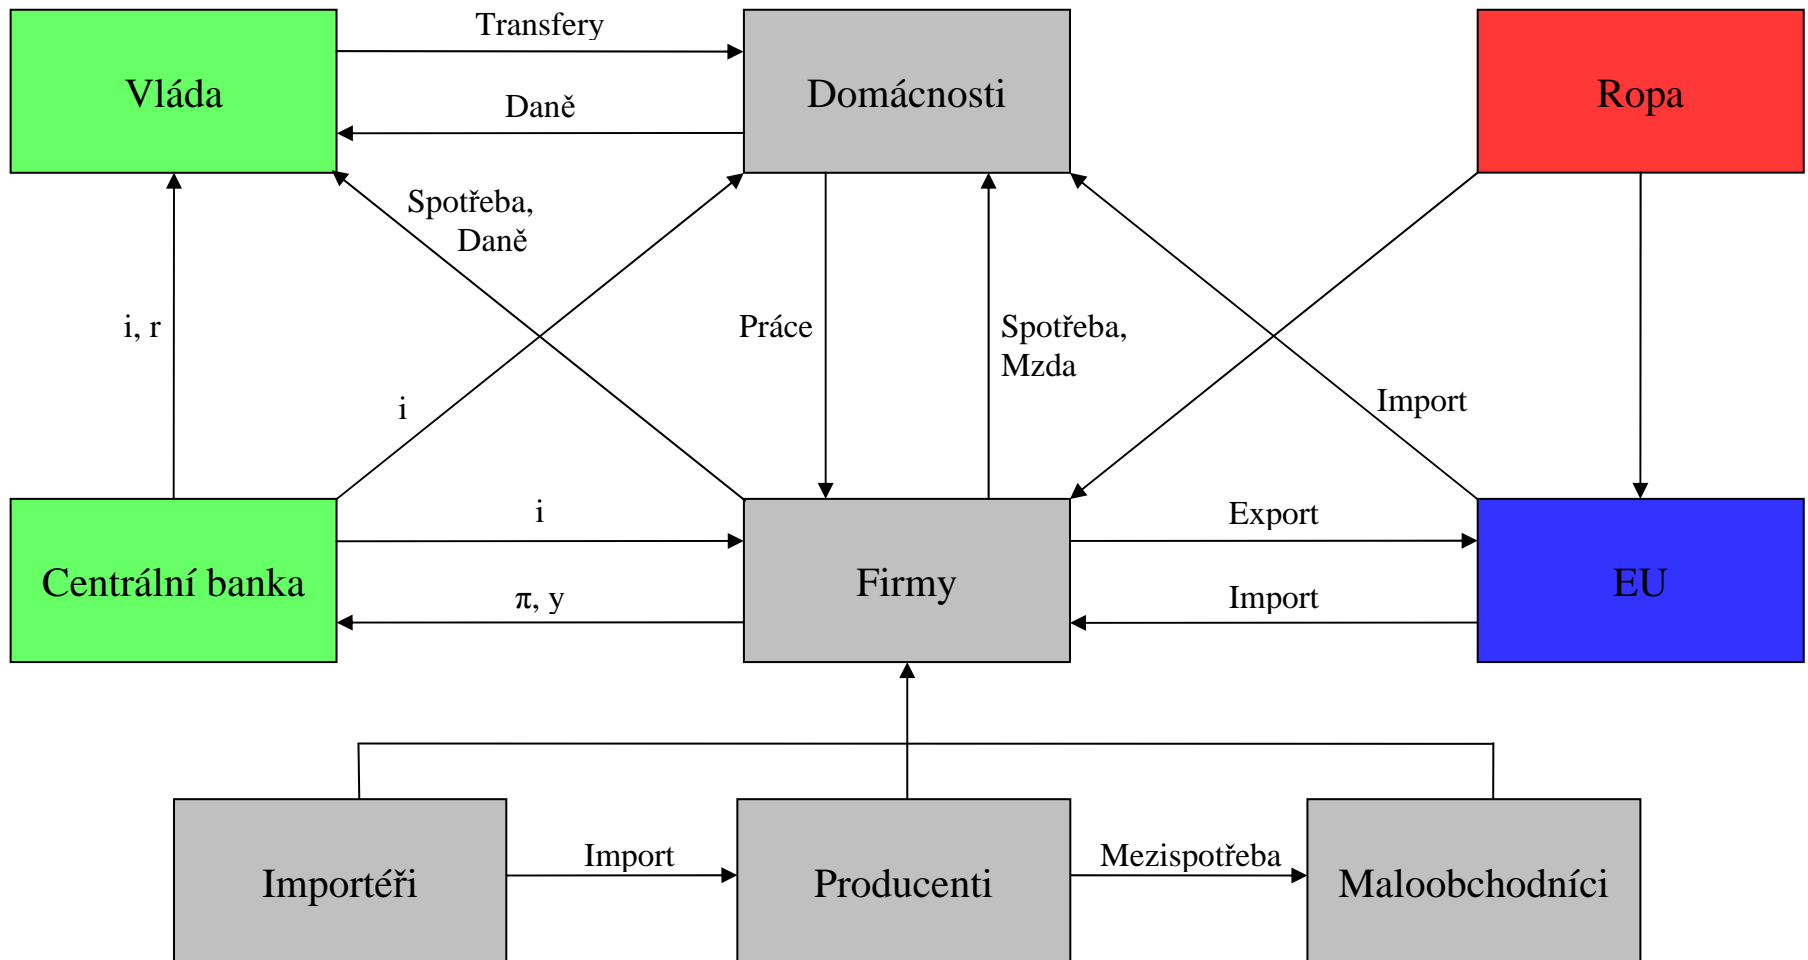 Transfery
Vláda
Domácnosti
Ropa
Daně
Spotřeba,
Daně
i, r
Práce
Spotřeba,
Mzda
i
Import
i
Export
Centrální banka
Firmy
EU
π, y
Import
Import
Mezispotřeba
Importéři
Producenti
Maloobchodníci